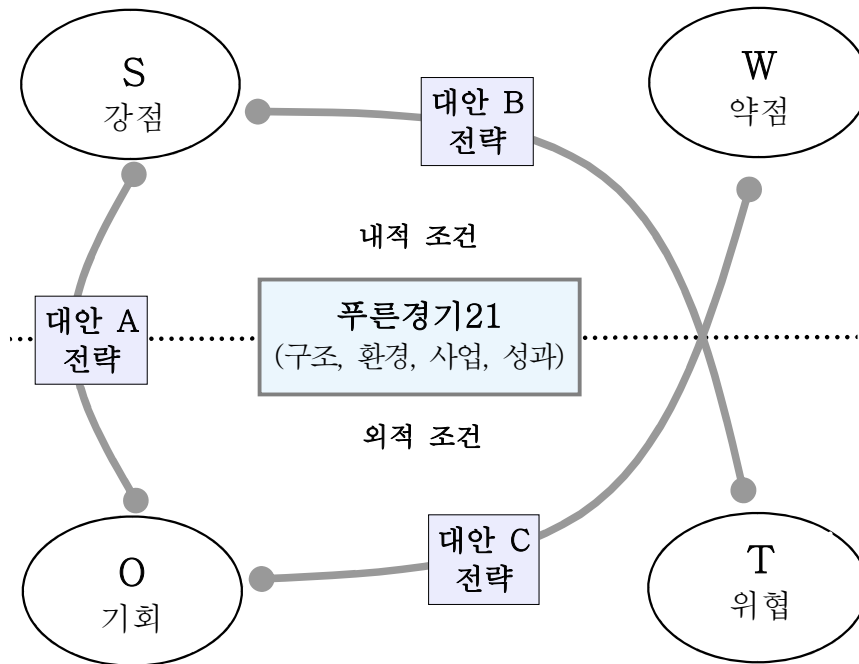 S
강점
W
약점
대안 B
전략
내적 조건
대안 A
전략
푸른경기21
(구조, 환경, 사업, 성과)
외적 조건
대안 C
전략
O
기회
T
위협